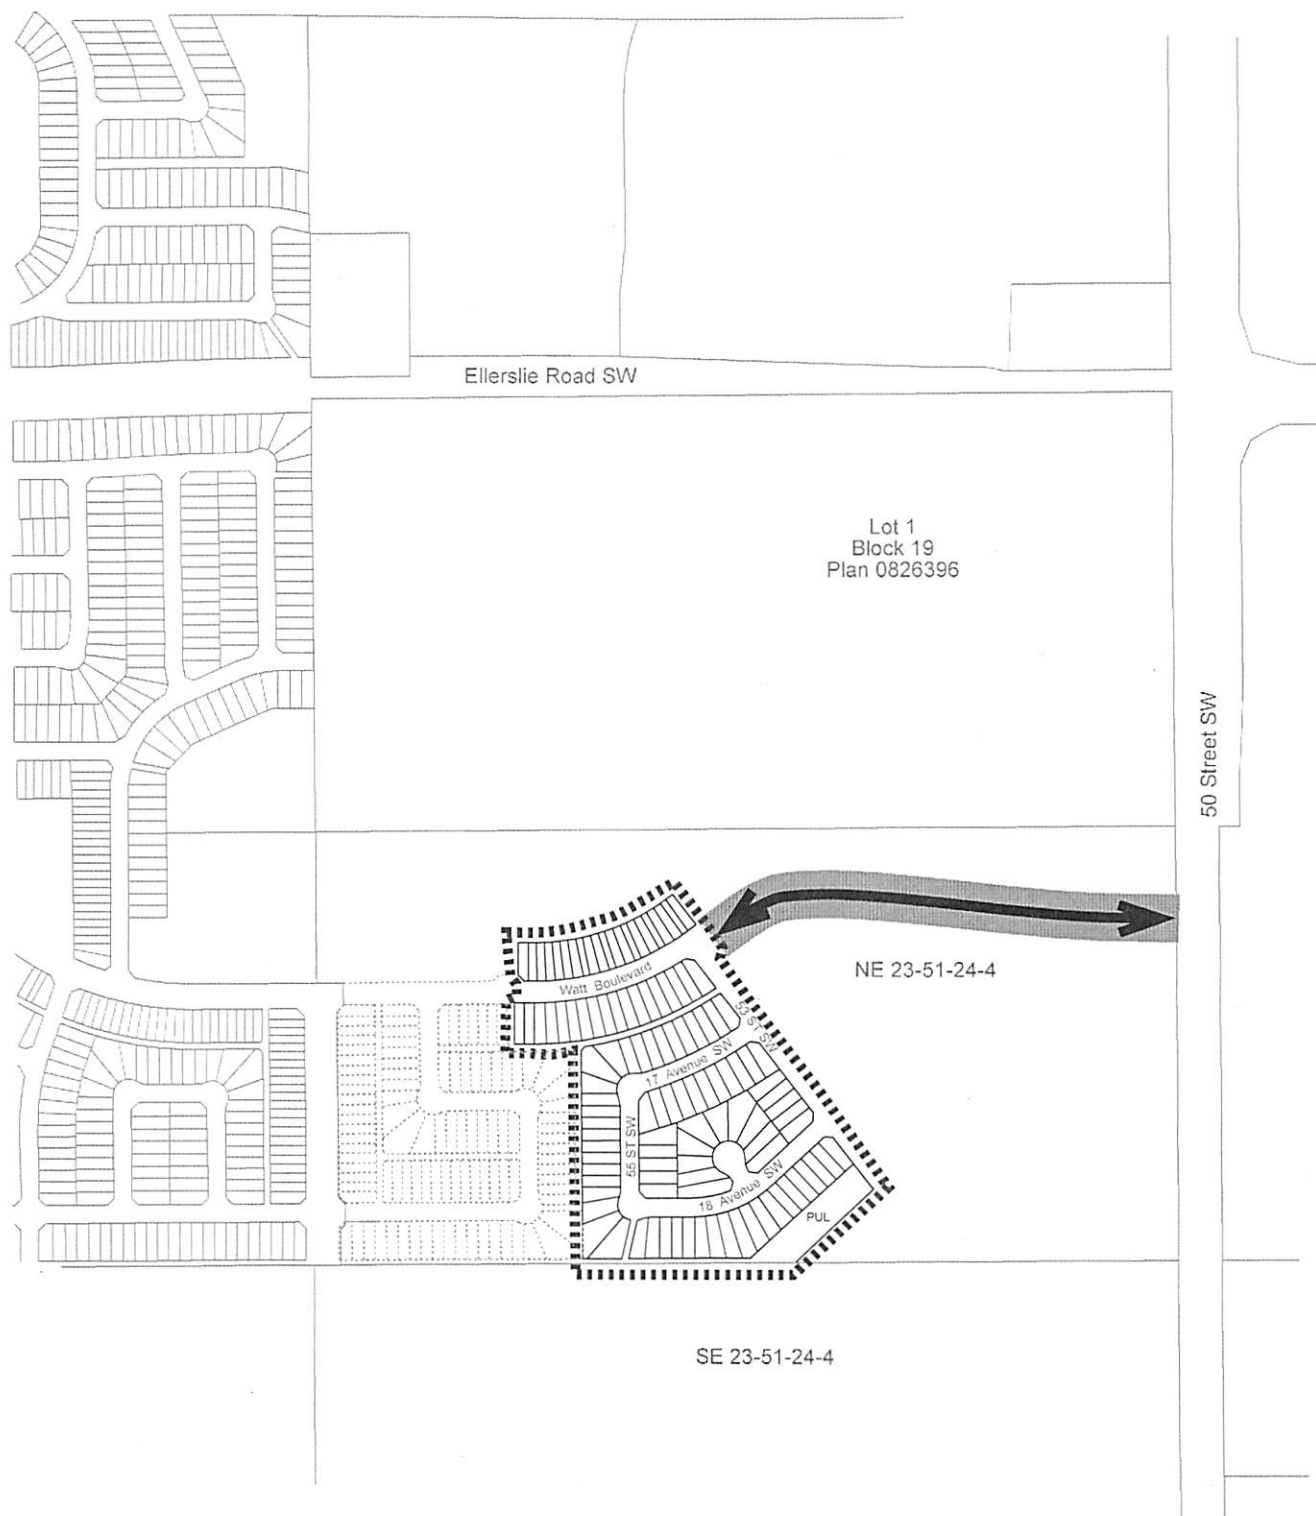 Ellerslie Road SW
Lot 1
Block 19
Plan 0826396
50 Street SW
NE 23-51-24-4
Watt Boulevard
53 ST SW
17 Avenue SW
55 ST SW
18 Avenue SW
PUL
SE 23-51-24-4